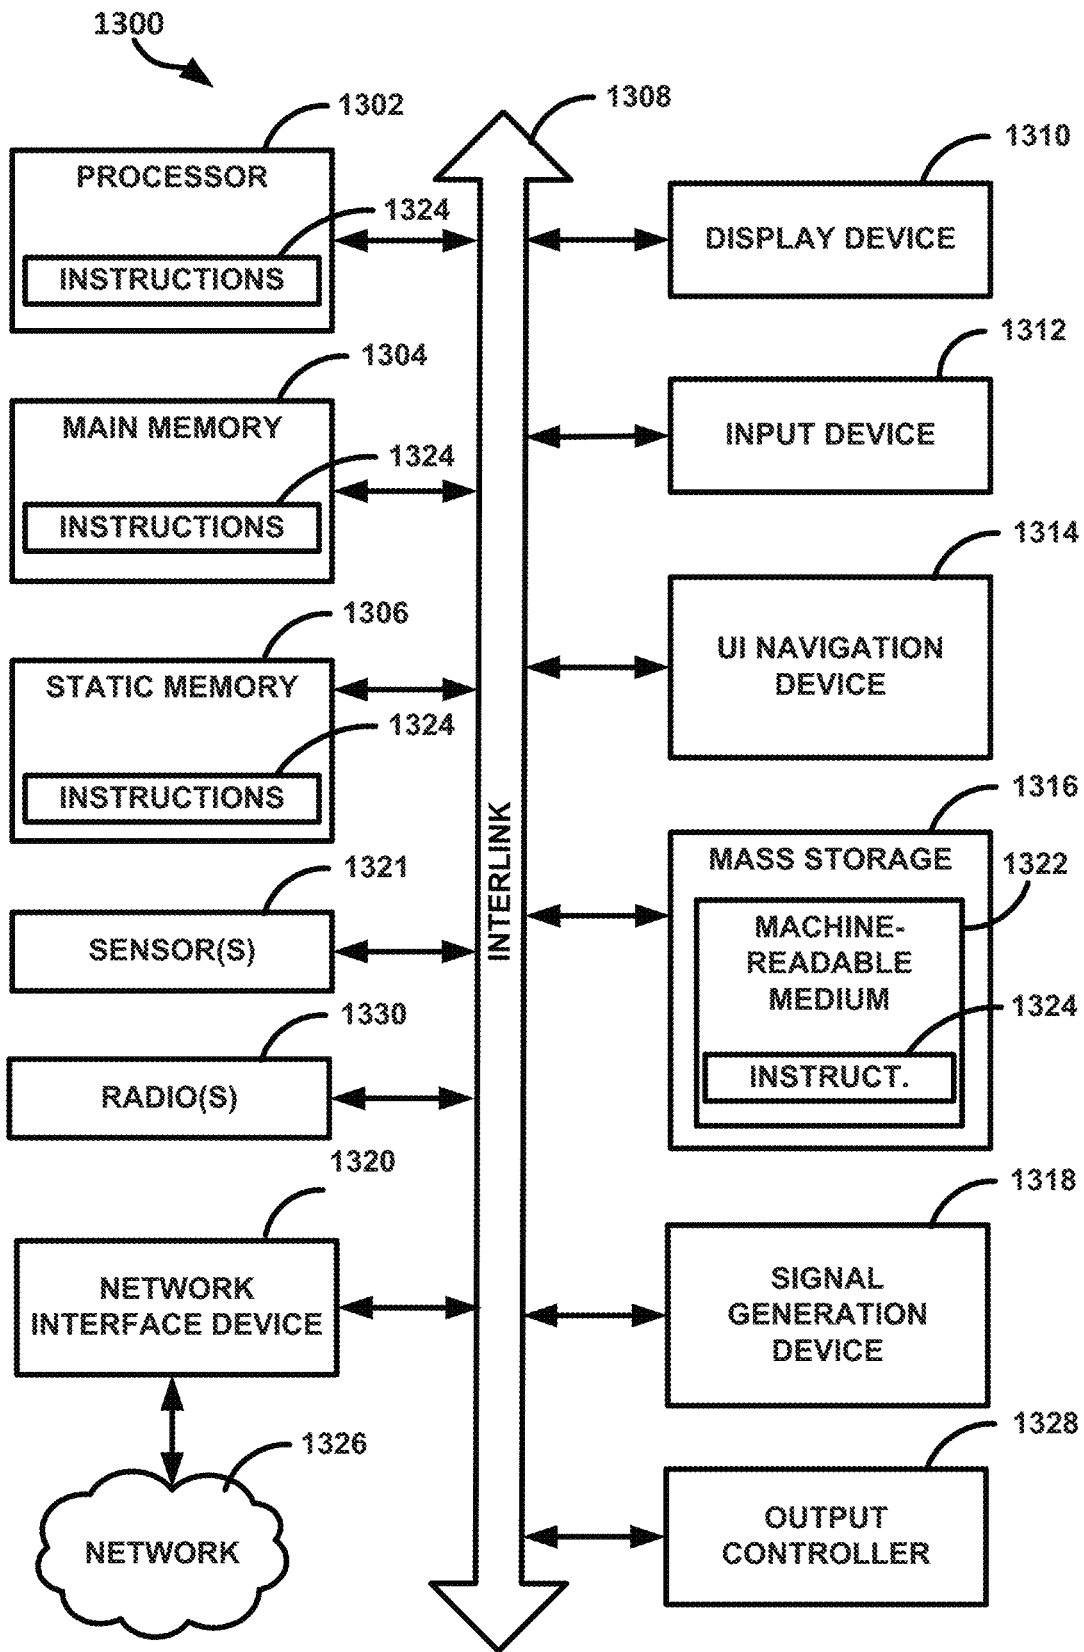 1300
1302
PROCESSOR
1324
INSTRUCTIONS
1304
MAIN MEMORY
1324
INSTRUCTIONS
1306
STATIC MEMORY
1324
INSTRUCTIONS
1321
SENSOR(S)
1330
RADIO(S)
1320
NETWORK
INTERFACE DEVICE
1326
NETWORK
1308
INTERLINK
1310
DISPLAY DEVICE
1312
INPUT DEVICE
1314
UI NAVIGATION
DEVICE
1316
MASS STORAGE
1322
MACHINE-
READABLE
MEDIUM
1324
INSTRUCT.
1318
SIGNAL
GENERATION
DEVICE
1328
OUTPUT
CONTROLLER